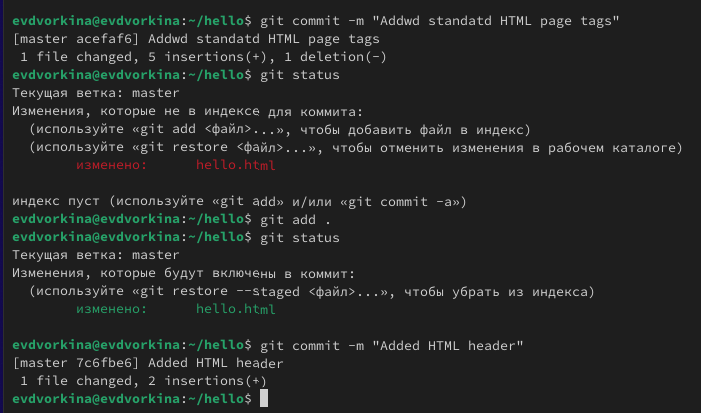 evdvorkina@evdvorkina:~/hello$ git commit -m "Addwd standatd HTML page tags"
[master acefaf6] Addwd standatd HTML page tags
 1 file changed, 5 insertions(+), 1 deletion(-)
evdvorkina@evdvorkina:~/hello$ git status
Текущая ветка: master
Изменения, которые не в индексе для коммита:
  (используйте «git add <файл>...», чтобы добавить файл в индекс)
  (используйте «git restore <файл>...», чтобы отменить изменения в рабочем каталоге)
        изменено:      hello.html

индекс пуст (используйте «git add» и/или «git commit -a»)
evdvorkina@evdvorkina:~/hello$ git add .
evdvorkina@evdvorkina:~/hello$ git status
Текущая ветка: master
Изменения, которые будут включены в коммит:
  (используйте «git restore --staged <файл>...», чтобы убрать из индекса)
        изменено:      hello.html

evdvorkina@evdvorkina:~/hello$ git commit -m "Added HTML header"
[master 7c6fbe6] Added HTML header
 1 file changed, 2 insertions(+)
evdvorkina@evdvorkina:~/hello$